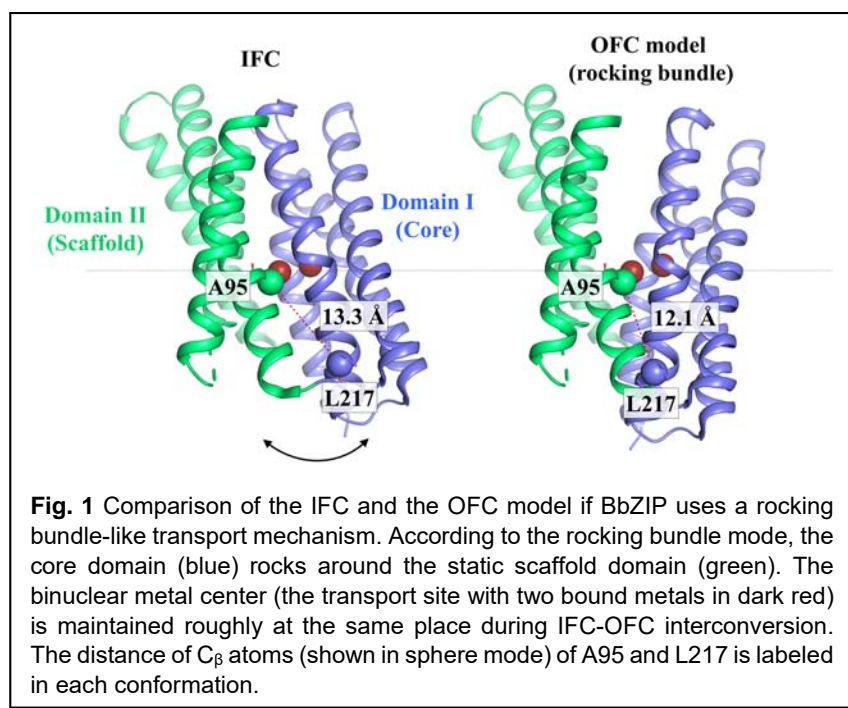 IFC
OFC model
(rocking bundle)
Domain II
(Scaffold)
Domain I
(Core)
A95
13.3 Å
L217
A95
12.1 Å
L217
Fig. 1 Comparison of the IFC and the OFC model if BbZIP uses a rocking
bundle-like transport mechanism. According to the rocking bundle mode, the
core domain (blue) rocks around the static scaffold domain (green). The
binuclear metal center (the transport site with two bound metals in dark red)
is maintained roughly at the same place during IFC-OFC interconversion.
The distance of Cβ atoms (shown in sphere mode) of A95 and L217 is labeled
in each conformation.